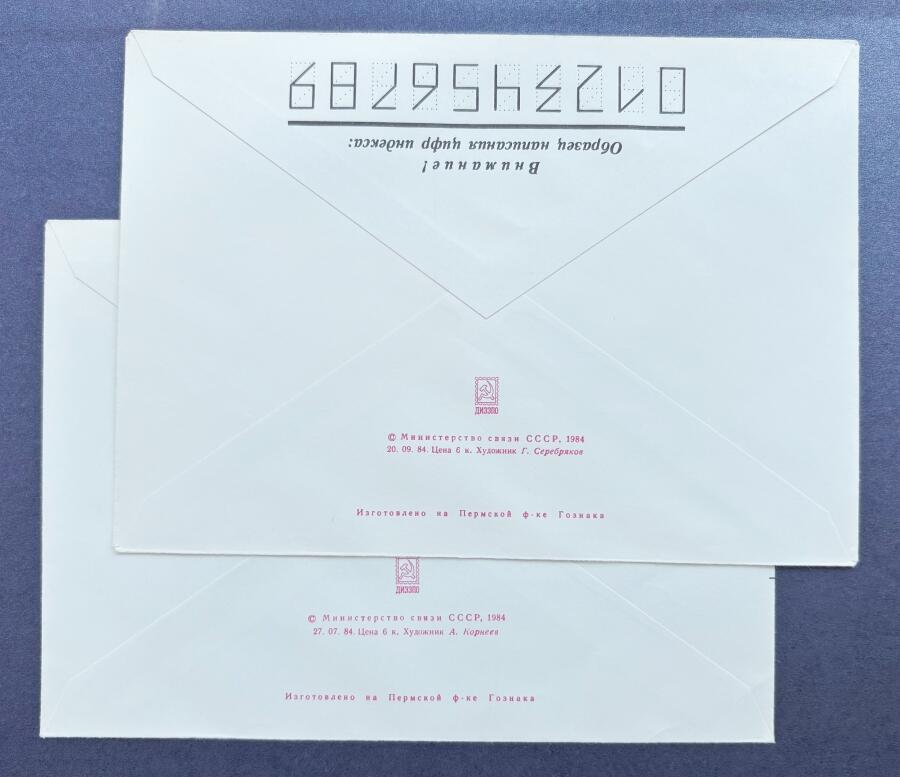 Внимание!
Образец написания цифр индекса:
0123456789
ДИЭЗПО
© Министерство связи СССР, 1984
20. 09. 84. Цена 6 к. Художник Г. Серебряков
Изготовлено на Пермской ф-ке Гознака
ДИЭЗПО
© Министерство связи СССР, 1984
27. 07. 84. Цена 6 к. Художник А. Корнеев
Изготовлено на Пермской ф-ке Гознака